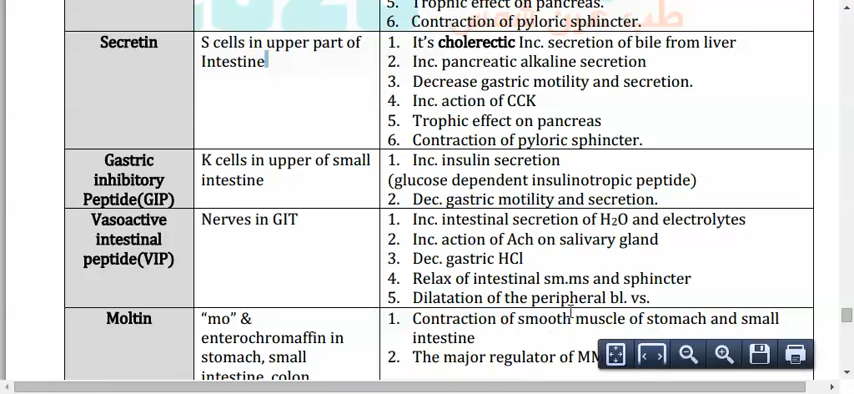 5. Trophic effect on pancreas.
6. Contraction of pyloric sphincter.
Secretin
S cells in upper part of
Intestine
1. It's cholerectic Inc. secretion of bile from liver
2. Inc. pancreatic alkaline secretion
3. Decrease gastric motility and secretion.
4. Inc. action of CCK
5. Trophic effect on pancreas
6. Contraction of pyloric sphincter.
Gastric
inhibitory
Peptide(GIP)
K cells in upper of small
intestine
1. Inc. insulin secretion
(glucose dependent insulinotropic peptide)
2. Dec. gastric motility and secretion.
Vasoactive
intestinal
peptide(VIP)
Nerves in GIT
1. Inc. intestinal secretion of H₂O and electrolytes
2. Inc. action of Ach on salivary gland
3. Dec. gastric HCl
4. Relax of intestinal sm.ms and sphincter
5. Dilatation of the peripheral bl. vs.
Moltin
“mo” &
enterochromaffin in
stomach, small
intestine, colon
1. Contraction of smooth muscle of stomach and small
intestine
2. The major regulator of